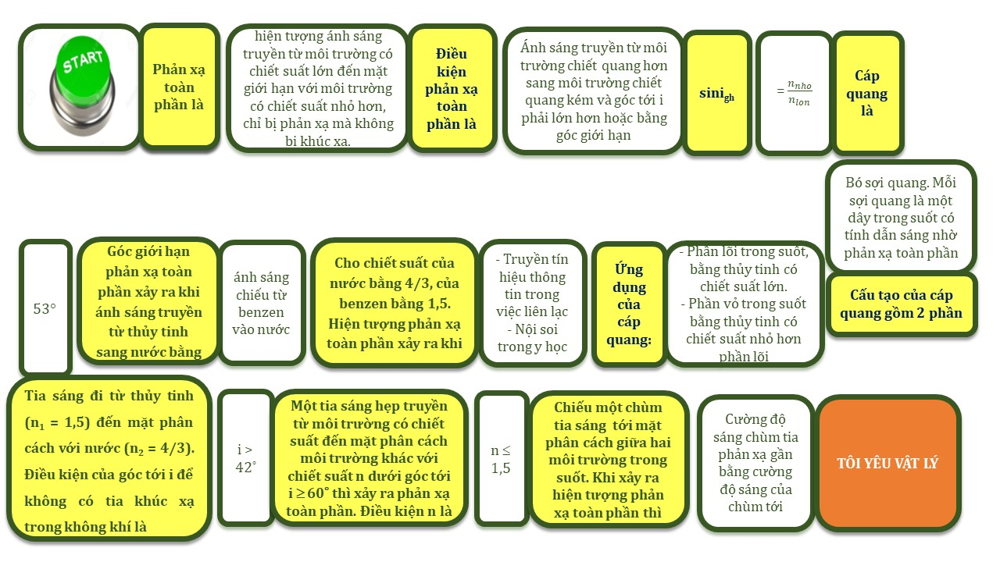 START
Phản xạ
toàn
phần là
hiện tượng ánh sáng
truyền từ môi trường có
chiết suất lớn đến mặt
giới hạn với môi trường
có chiết suất nhỏ hơn,
chỉ bị phản xạ mà không
bị khúc xa.
Điều
kiện
phản xạ
toàn
phần là
Ánh sáng truyền từ môi
trường chiết quang hơn
sang môi trường chiết
quang kém và góc tới i
phải lớn hơn hoặc bằng
góc giới hạn
sini_gh
= n_nho / n_lon
Cáp
quang
là
Bó sợi quang. Mỗi
sợi quang là một
dây trong suốt có
tính dẫn sáng nhờ
phản xạ toàn phần
Cấu tạo của cáp
quang gồm 2 phần
- Phần lõi trong suốt,
bằng thủy tinh có
chiết suất lớn.
- Phần vỏ trong suốt
bằng thủy tinh có
chiết suất nhỏ hơn
phần lõi
Ứng
dụng
của
cáp
quang:
- Truyền tín
hiệu thông
tin trong
việc liên lạc
- Nội soi
trong y học
Cho chiết suất của
nước bằng 4/3, của
benzen bằng 1,5.
Hiện tượng phản xạ
toàn phần xảy ra khi
ánh sáng
chiếu từ
benzen
vào nước
Góc giới hạn
phản xạ toàn
phần xảy ra khi
ánh sáng truyền
từ thủy tinh
sang nước bằng
53°
Tia sáng đi từ thủy tinh
(n₁ = 1,5) đến mặt phân
cách với nước (n₂ = 4/3).
Điều kiện của góc tới i để
không có tia khúc xạ
trong không khí là
i >
42°
Một tia sáng hẹp truyền
từ môi trường có chiết
suất đến mặt phân cách
môi trường khác với
chiết suất n dưới góc tới
i ≥ 60° thì xảy ra phản xạ
toàn phần. Điều kiện n là
n ≤
1,5
Chiếu một chùm
tia sáng tới mặt
phân cách giữa hai
môi trường trong
suốt. Khi xảy ra
hiện tượng phản
xạ toàn phần thì
Cường độ
sáng chùm tia
phản xạ gần
bằng cường
độ sáng của
chùm tới
TÔI YÊU VẬT LÝ